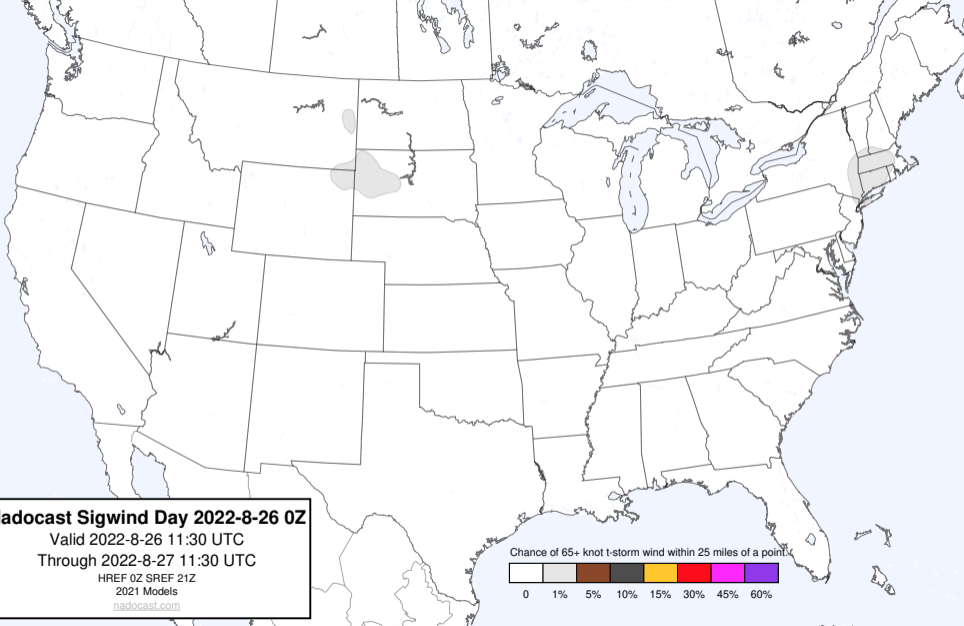 adocast Sigwind Day 2022-8-26 0Z
Valid 2022-8-26 11:30 UTC
Through 2022-8-27 11:30 UTC
HREF 0Z SREF 21Z
2021 Models
nadocast.com
Chance of 65+ knot t-storm wind within 25 miles of a point.
0 1% 5% 10% 15% 30% 45% 60%